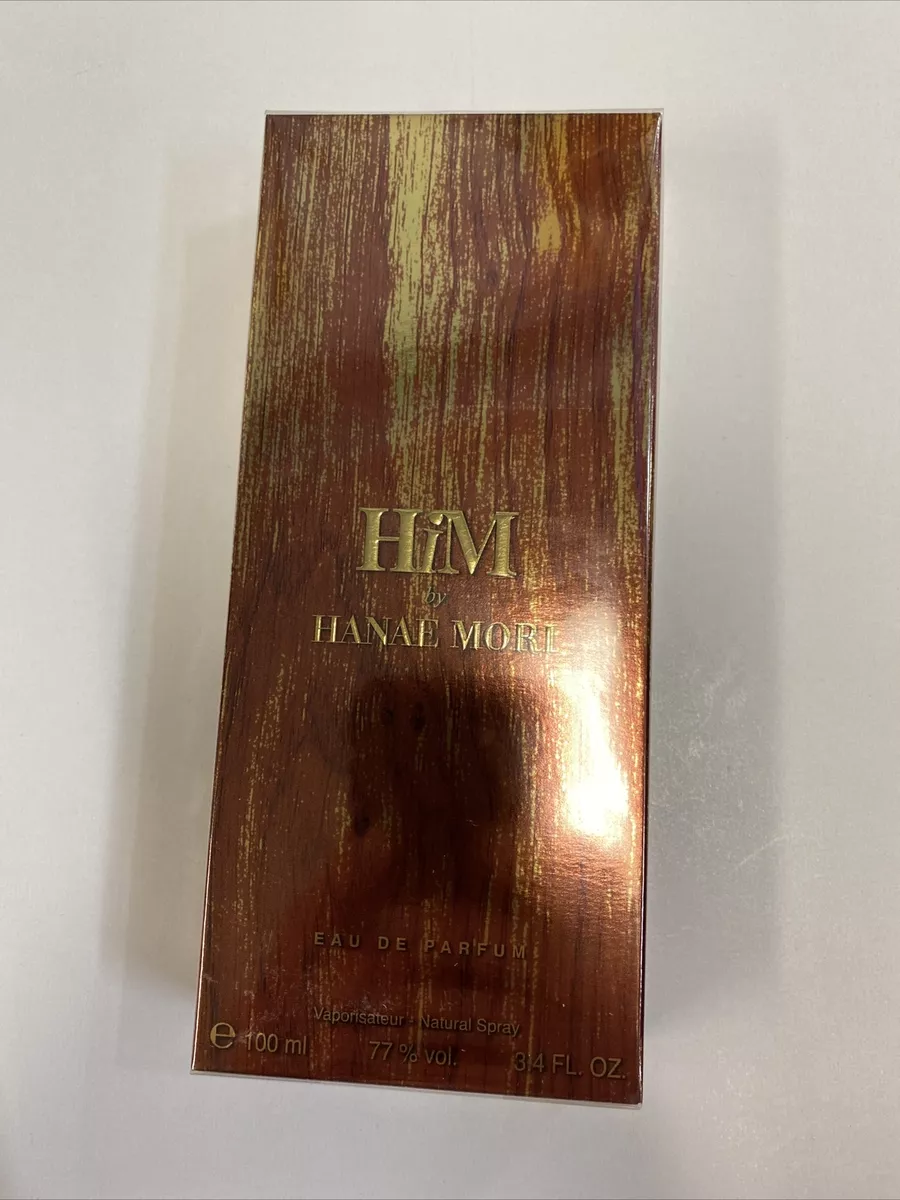 HiM
by
HANAE MORI
EAU DE PARFUM
Vaporisateur - Natural Spray
℮ 100 ml 77 % vol. 3.4 FL. OZ.